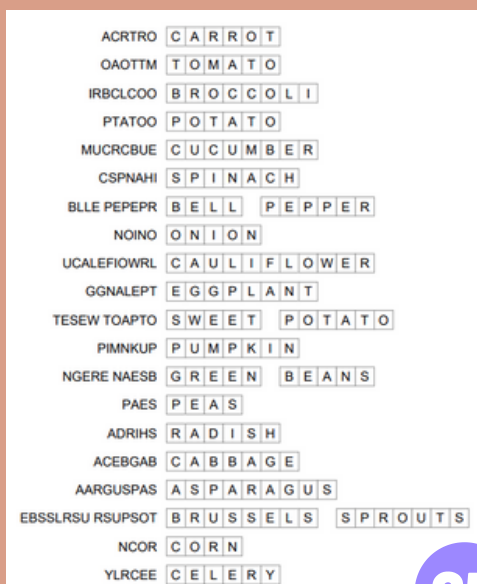 ACRTRO CARROT
OAOTTM TOMATO
IRBCLCOO BROCCOLI
PTATOO POTATO
MUCRCBUE CUCUMBER
CSPNAHI SPINACH
BLLE PEPEPR BELL PEPPER
NOINO ONION
UCALEFIOWRL CAULIFLOWER
GGNALEPT EGGPLANT
TESEW TOAPTO SWEET POTATO
PIMNKUP PUMPKIN
NGERE NAESB GREEN BEANS
PAES PEAS
ADRIHS RADISH
ACEBGAB CABBAGE
AARGUSPAS ASPARAGUS
EBSSLRSU RSUPSOT BRUSSELS SPROUTS
NCOR CORN
YLRCEE CELERY